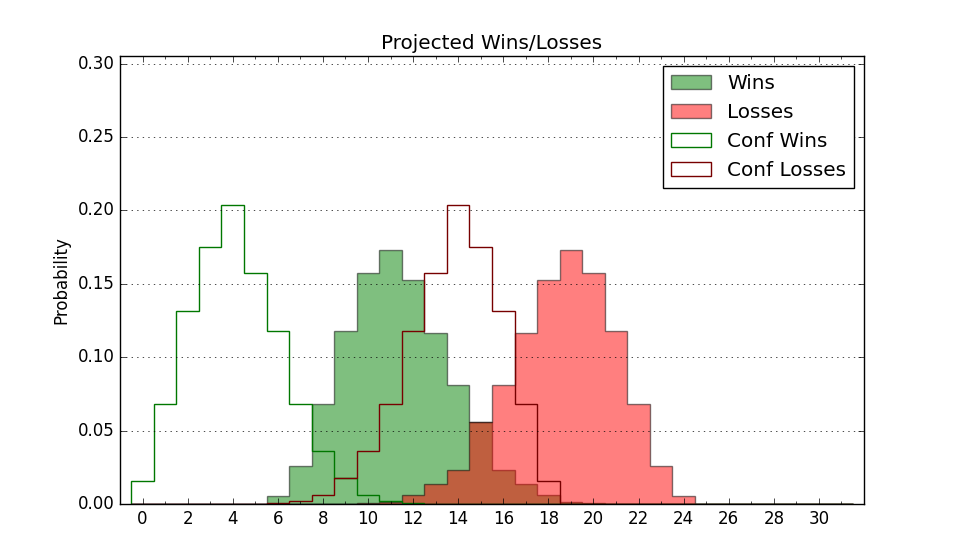 Projected Wins/Losses
0.30
0.25
0.20
0.15
0.10
0.05
0.00
Probability
Wins
Losses
Conf Wins
Conf Losses
0 2 4 6 8 10 12 14 16 18 20 22 24 26 28 30